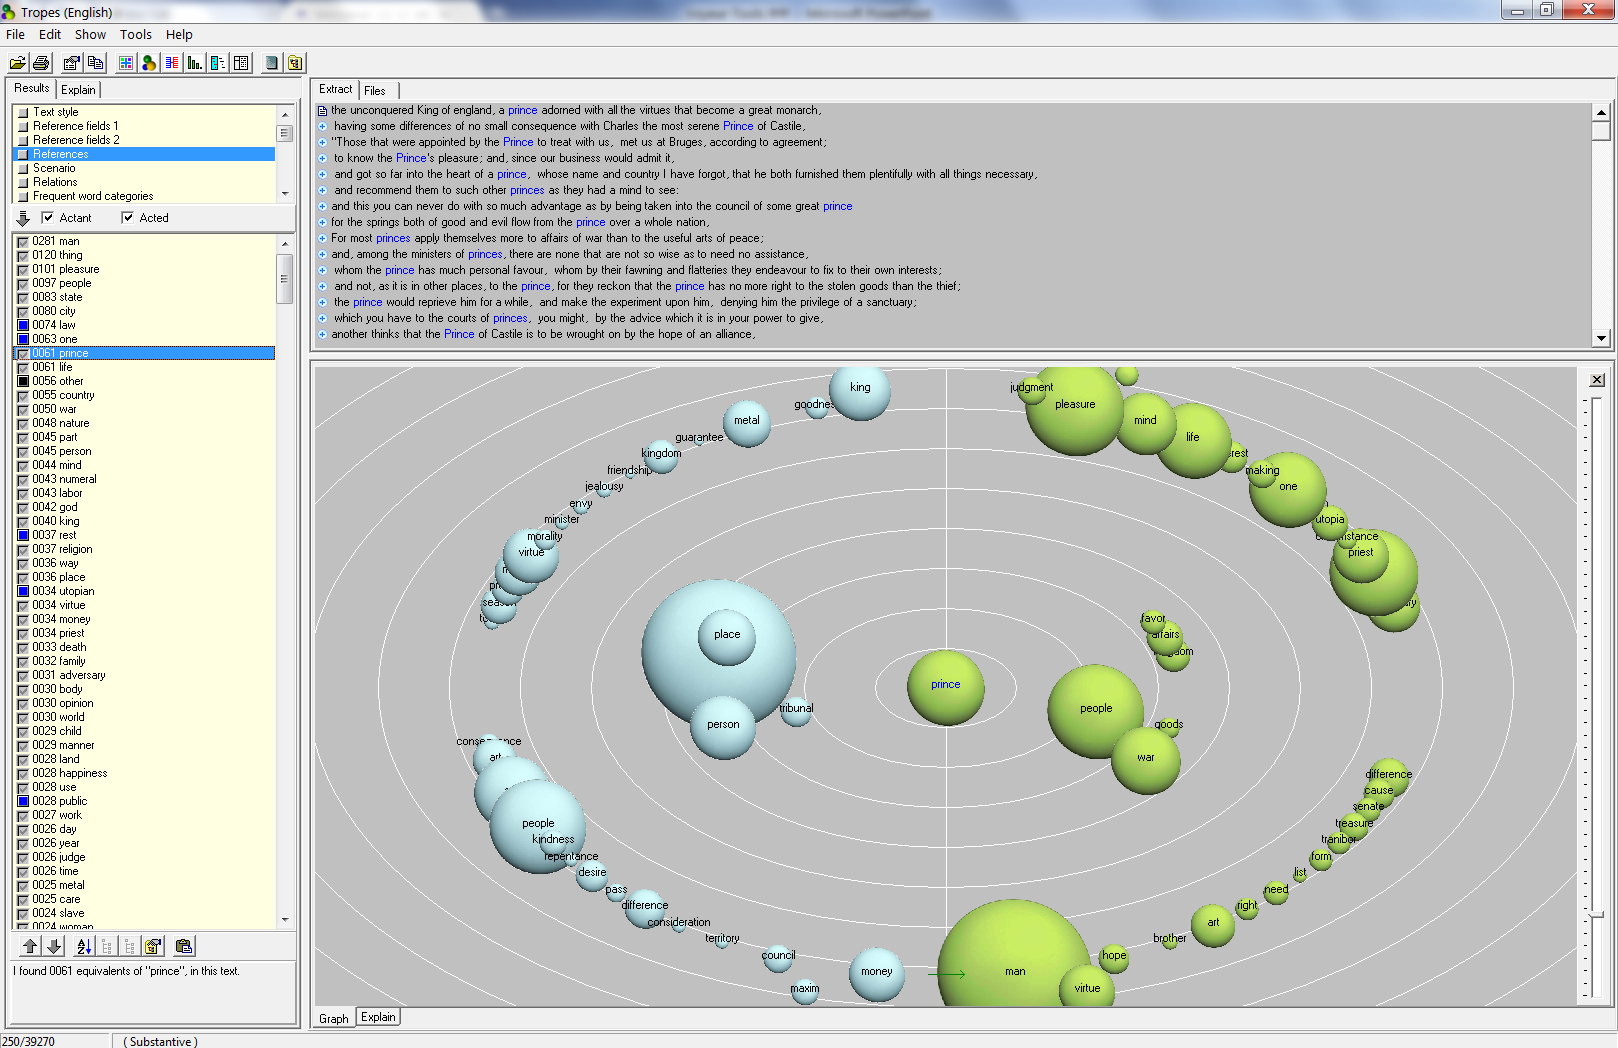 Tropes (English)
File Edit Show Tools Help
Results Explain
Text style
Reference fields 1
Reference fields 2
References
Scenario
Relations
Frequent word categories
Actant Acted
0281 man
0120 thing
0101 pleasure
0097 people
0083 state
0080 city
0074 law
0063 one
0061 prince
0061 life
0056 other
0055 country
0050 war
0048 nature
0045 part
0045 person
0044 mind
0043 numeral
0043 labor
0042 god
0040 king
0037 rest
0037 religion
0036 way
0036 place
0034 utopian
0034 virtue
0034 money
0034 priest
0033 death
0032 family
0031 adversary
0030 body
0030 opinion
0030 world
0029 child
0029 manner
0028 land
0028 happiness
0028 use
0028 public
0027 work
0026 day
0026 year
0026 judge
0026 time
0025 metal
0025 care
0024 slave
0024 woman
I found 0061 equivalents of "prince", in this text.
250/39270 ( Substantive )
Extract Files
the unconquered King of england, a prince adorned with all the virtues that become a great monarch,
having some differences of no small consequence with Charles the most serene Prince of Castile,
"Those that were appointed by the Prince to treat with us, met us at Bruges, according to agreement;
to know the Prince's pleasure; and, since our business would admit it,
and got so far into the heart of a prince, whose name and country I have forgot, that he both furnished them plentifully with all things necessary,
and recommend them to such other princes as they had a mind to see:
and this you can never do with so much advantage as by being taken into the council of some great prince
for the springs both of good and evil flow from the prince over a whole nation,
For most princes apply themselves more to affairs of war than to the useful arts of peace;
and, among the ministers of princes, there are none that are not so wise as to need no assistance,
whom the prince has much personal favour, whom by their fawning and flatteries they endeavour to fix to their own interests;
and not, as it is in other places, to the prince, for they reckon that the prince has no more right to the stolen goods than the thief;
the prince would reprieve him for a while, and make the experiment upon him, denying him the privilege of a sanctuary;
which you have to the courts of princes, you might, by the advice which it is in your power to give,
another thinks that the Prince of Castile is to be wrought on by the hope of an alliance,
king
goodnes
metal
guarantee
kingdom
friendship
jealousy
envy
minister
morality
virtue
season
place
person
tribunal
prince
judgment
pleasure
mind
life
making
one
utopia
priest
favor
affairs
people
goods
war
art
people
kindness
repentance
desire
pass
difference
consideration
territory
council
maxim
money
man
virtue
hope
brother
art
right
need
list
form
tranibor
treasure
senate
cause
difference
Graph Explain